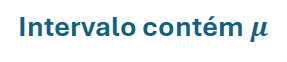 Intervalo contém μ